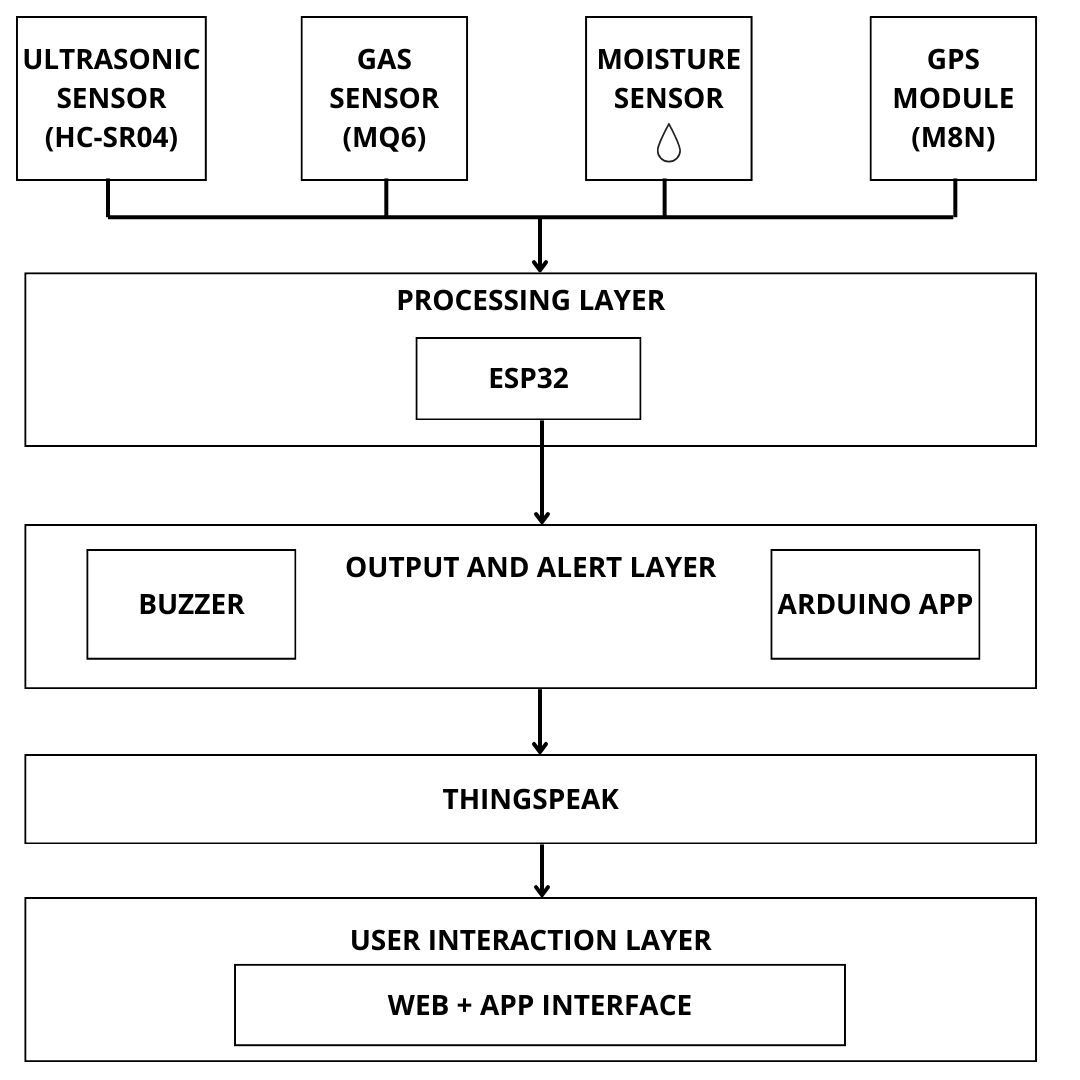 ULTRASONIC
SENSOR
(HC-SR04)
GAS
SENSOR
(MQ6)
MOISTURE
SENSOR
GPS
MODULE
(M8N)
PROCESSING LAYER
ESP32
OUTPUT AND ALERT LAYER
BUZZER
ARDUINO APP
THINGSPEAK
USER INTERACTION LAYER
WEB + APP INTERFACE